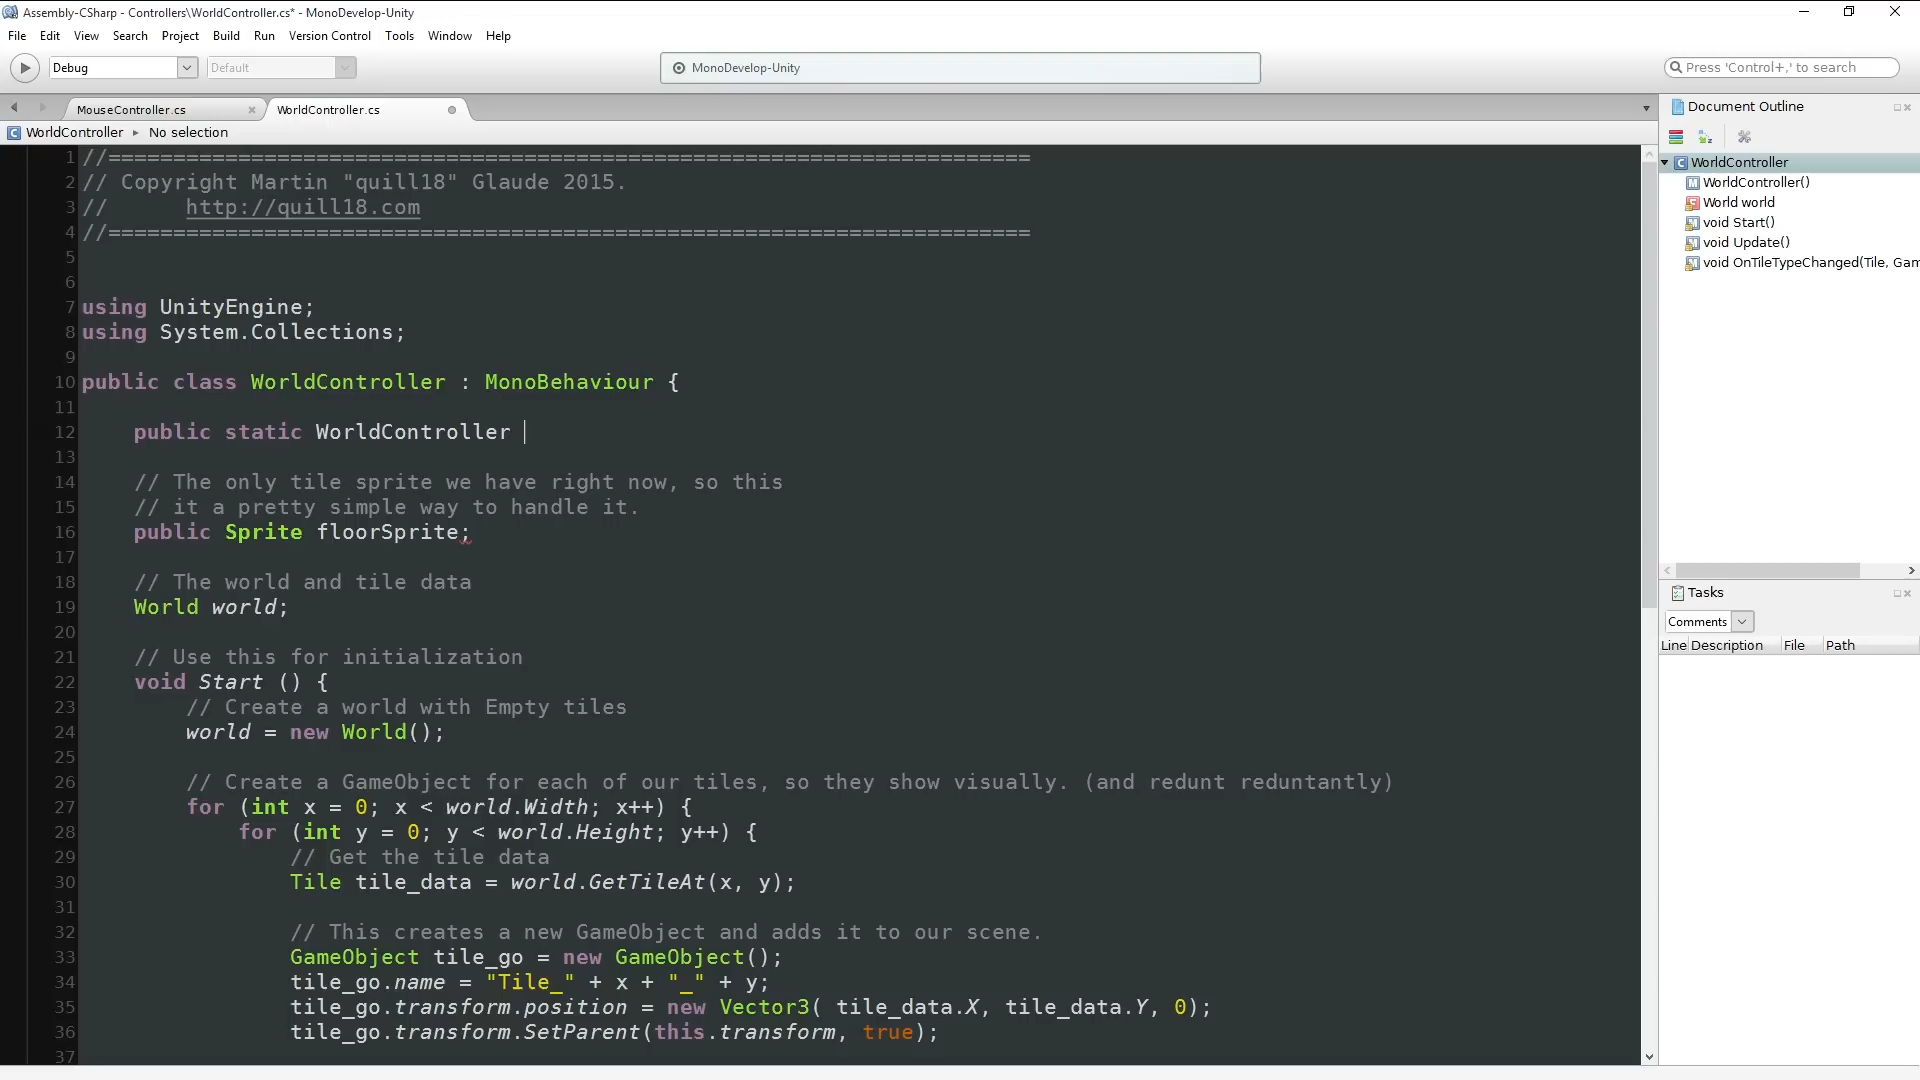 Assembly-CSharp - Controllers\WorldController.cs* - MonoDevelop-Unity
File Edit View Search Project Build Run Version Control Tools Window Help
Debug Default MonoDevelop-Unity Press 'Control+,' to search
MouseController.cs WorldController.cs
WorldController No selection
1 //=======================================================================
2 // Copyright Martin "quill18" Glaude 2015.
3 // http://quill18.com
4 //=======================================================================
5
6
7 using UnityEngine;
8 using System.Collections;
9
10 public class WorldController : MonoBehaviour {
11
12 public static WorldController
13
14 // The only tile sprite we have right now, so this
15 // it a pretty simple way to handle it.
16 public Sprite floorSprite;
17
18 // The world and tile data
19 World world;
20
21 // Use this for initialization
22 void Start () {
23 // Create a world with Empty tiles
24 world = new World();
25
26 // Create a GameObject for each of our tiles, so they show visually. (and redunt reduntantly)
27 for (int x = 0; x < world.Width; x++) {
28 for (int y = 0; y < world.Height; y++) {
29 // Get the tile data
30 Tile tile_data = world.GetTileAt(x, y);
31
32 // This creates a new GameObject and adds it to our scene.
33 GameObject tile_go = new GameObject();
34 tile_go.name = "Tile_" + x + "_" + y;
35 tile_go.transform.position = new Vector3( tile_data.X, tile_data.Y, 0);
36 tile_go.transform.SetParent(this.transform, true);
37
Document Outline
WorldController
WorldController()
World world
void Start()
void Update()
void OnTileTypeChanged(Tile, Gam
Tasks
Comments
Line Description File Path